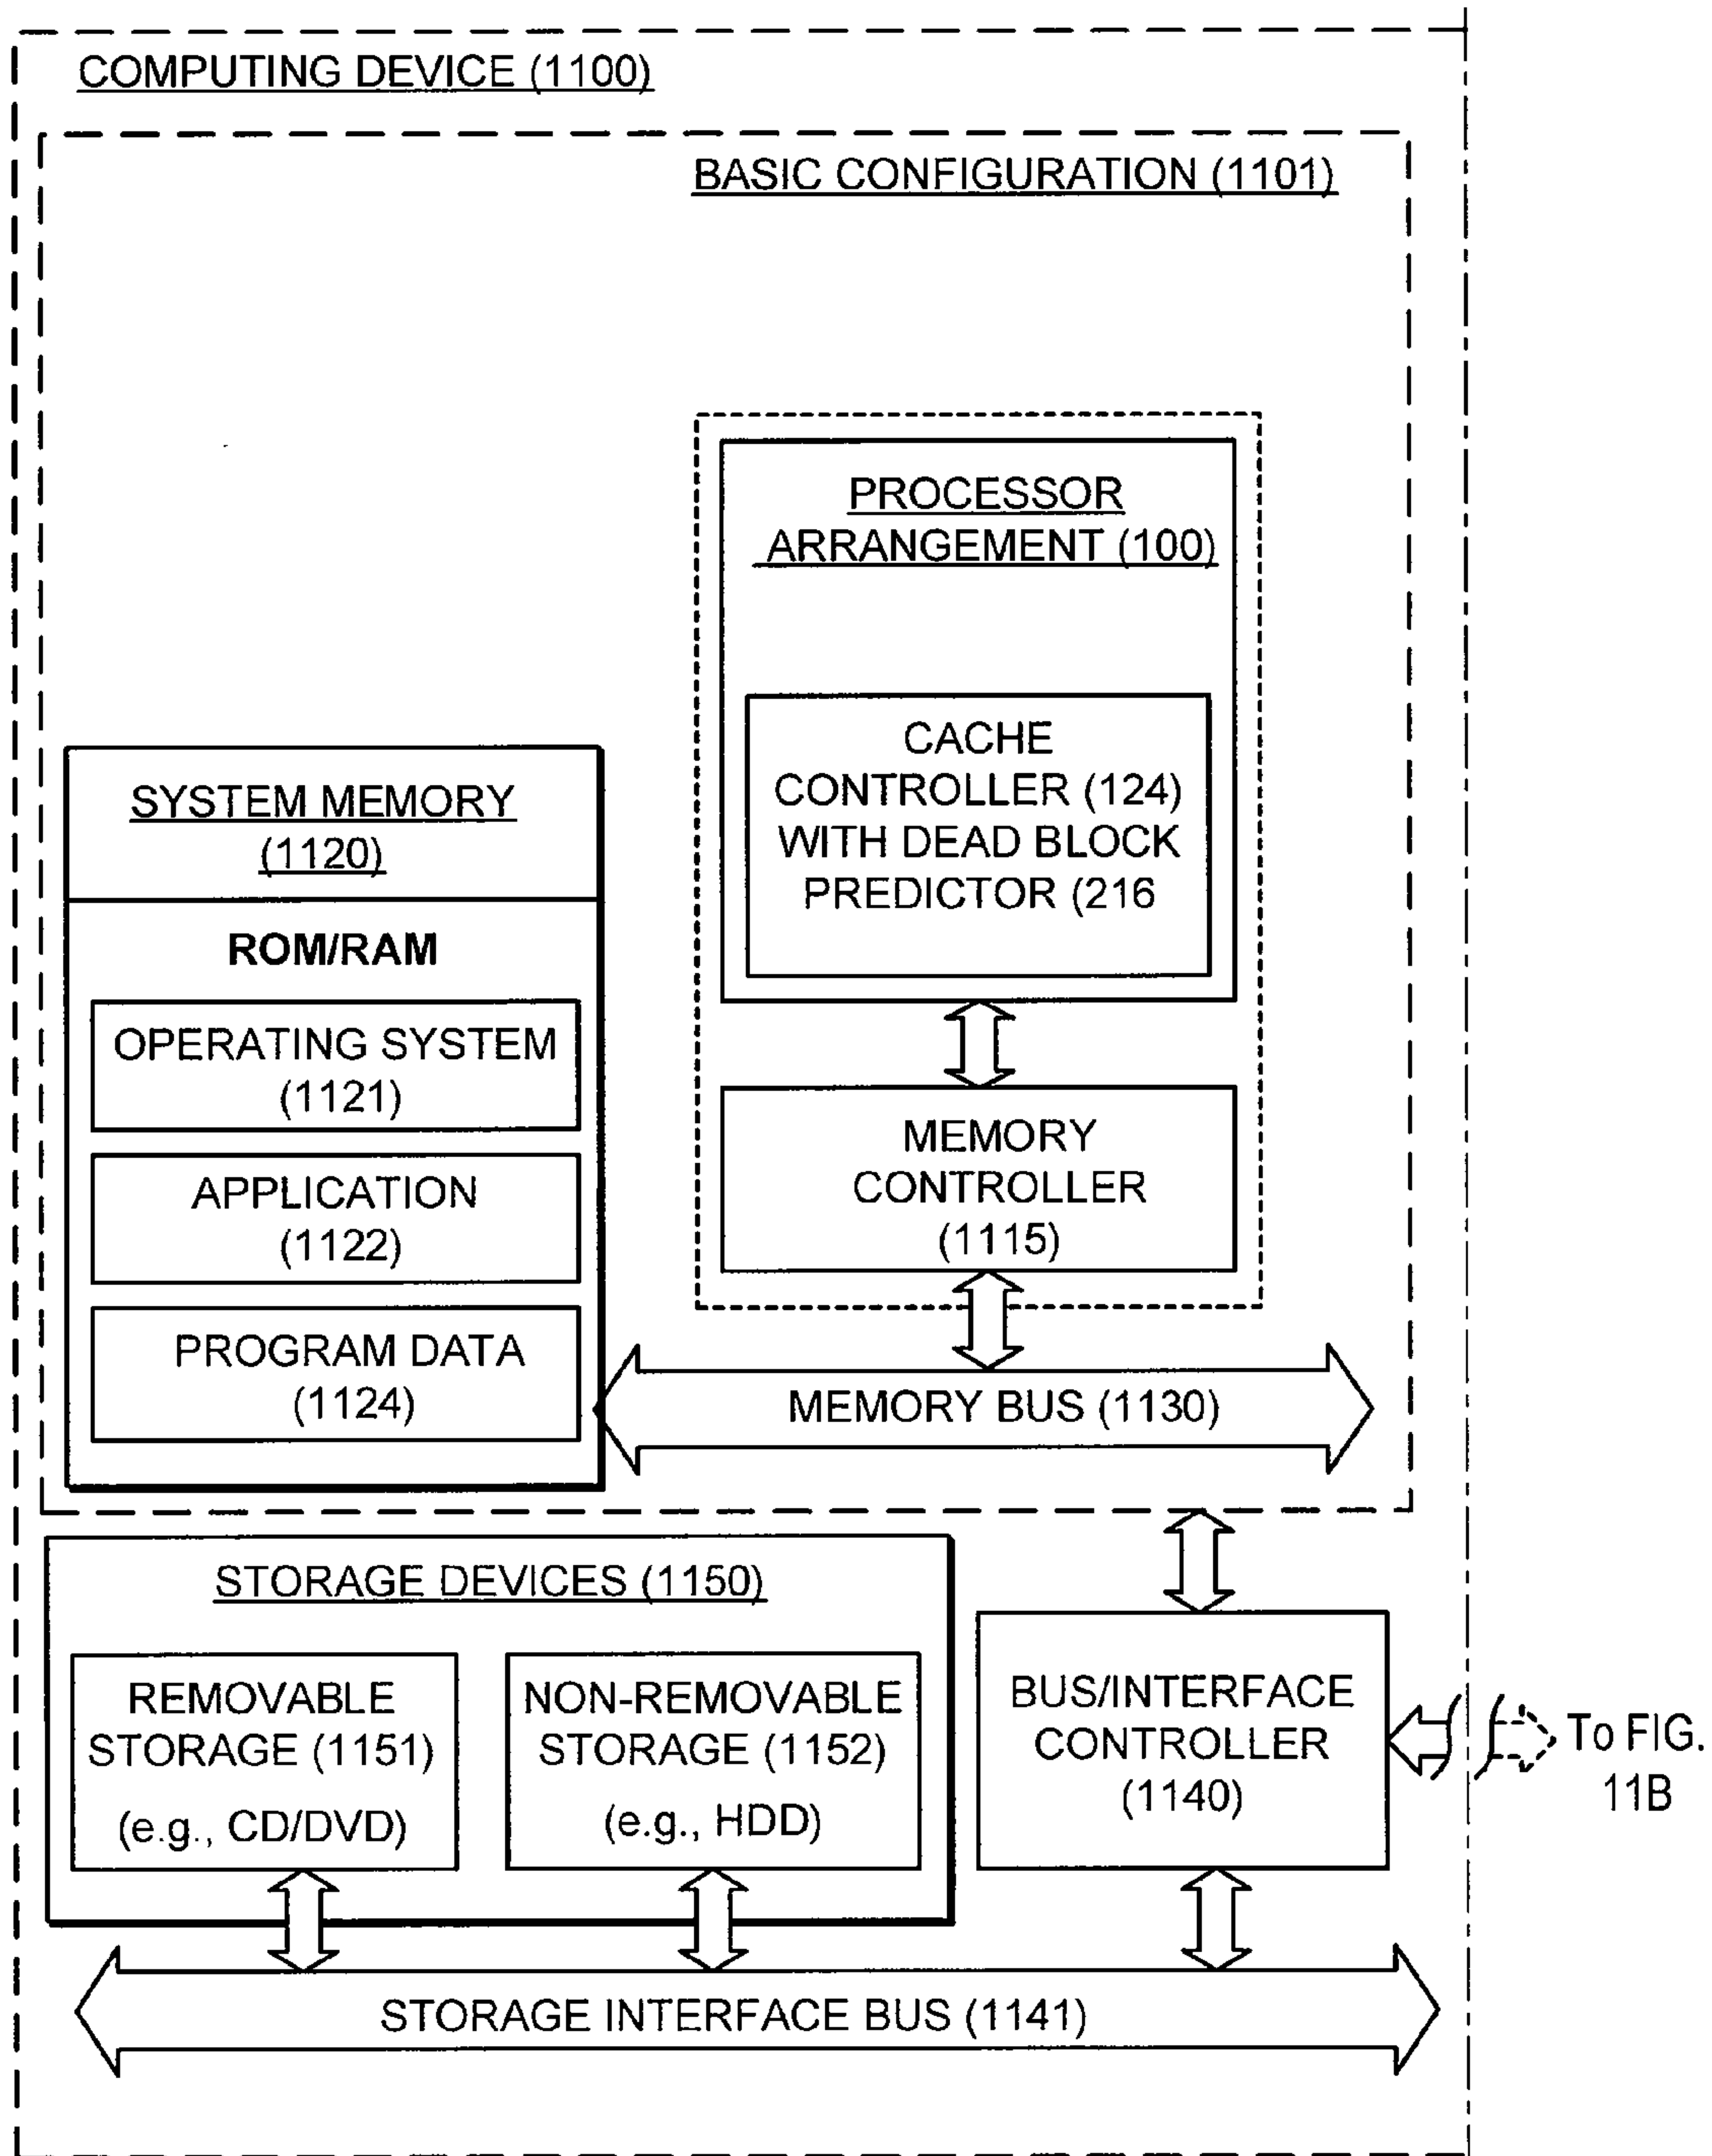 COMPUTING DEVICE (1100)
BASIC CONFIGURATION (1101)
PROCESSOR
ARRANGEMENT (100)
CACHE
CONTROLLER (124)
WITH DEAD BLOCK
PREDICTOR (216
SYSTEM MEMORY
(1120)
ROM/RAM
OPERATING SYSTEM
(1121)
APPLICATION
(1122)
PROGRAM DATA
(1124)
MEMORY
CONTROLLER
(1115)
MEMORY BUS (1130)
STORAGE DEVICES (1150)
REMOVABLE
STORAGE (1151)
(e.g., CD/DVD)
NON-REMOVABLE
STORAGE (1152)
(e.g., HDD)
BUS/INTERFACE
CONTROLLER
(1140)
To FIG.
11B
STORAGE INTERFACE BUS (1141)